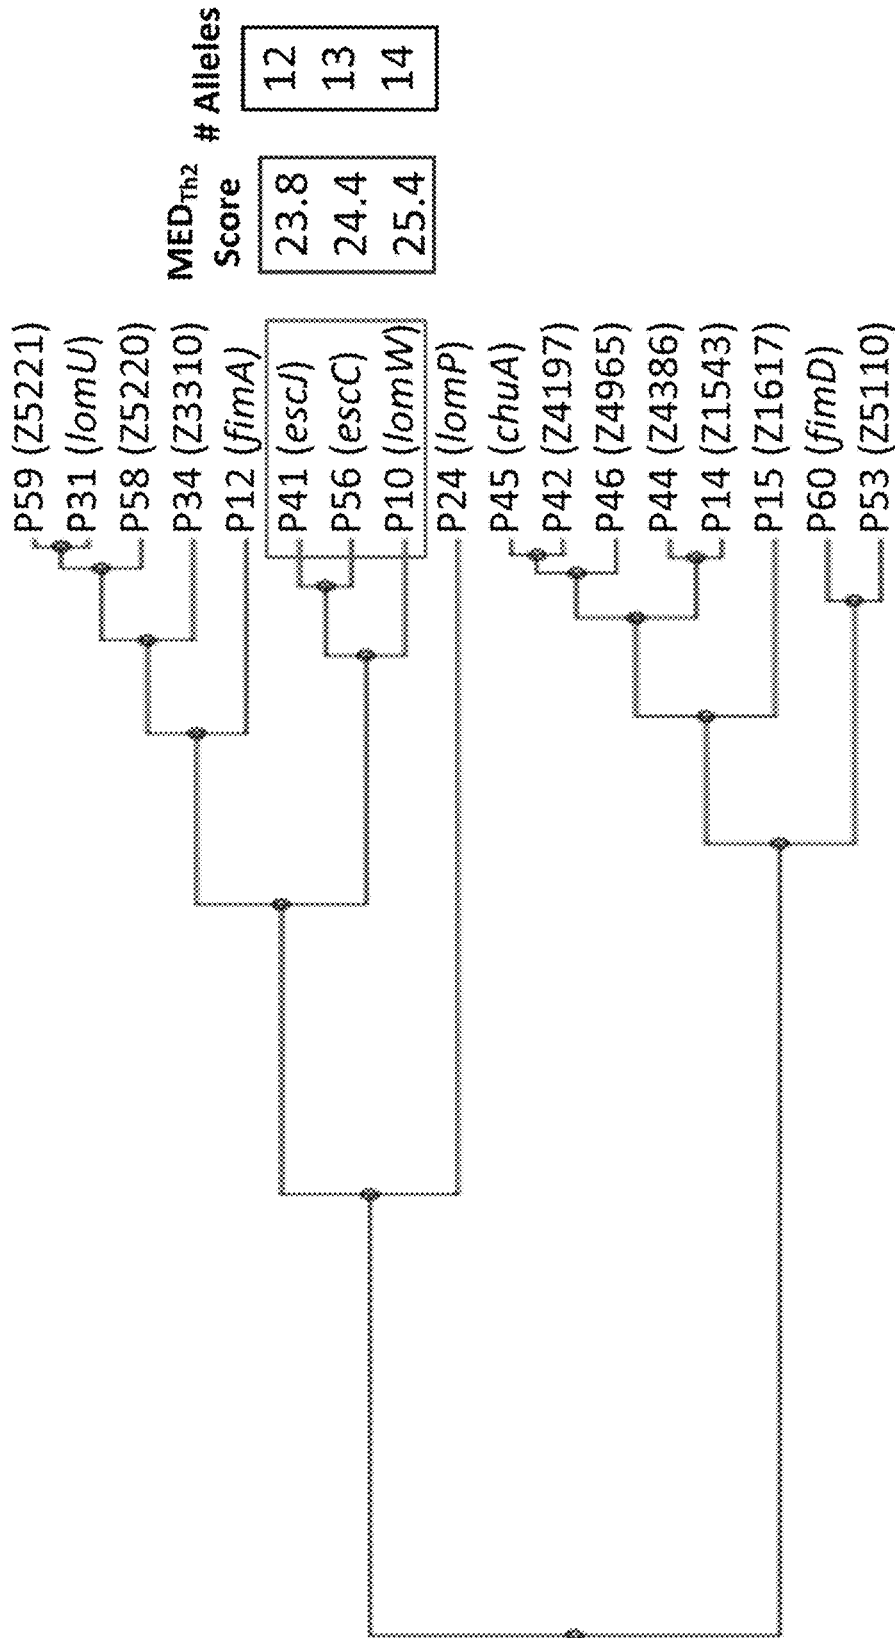 MED_Th2 Score
# Alleles
P59 (Z5221)
P31 (lomU)
P58 (Z5220)
P34 (Z3310)
P12 (fimA)
P41 (escJ) 23.8 12
P56 (escC) 24.4 13
P10 (lomW) 25.4 14
P24 (lomP)
P45 (chuA)
P42 (Z4197)
P46 (Z4965)
P44 (Z4386)
P14 (Z1543)
P15 (Z1617)
P60 (fimD)
P53 (Z5110)